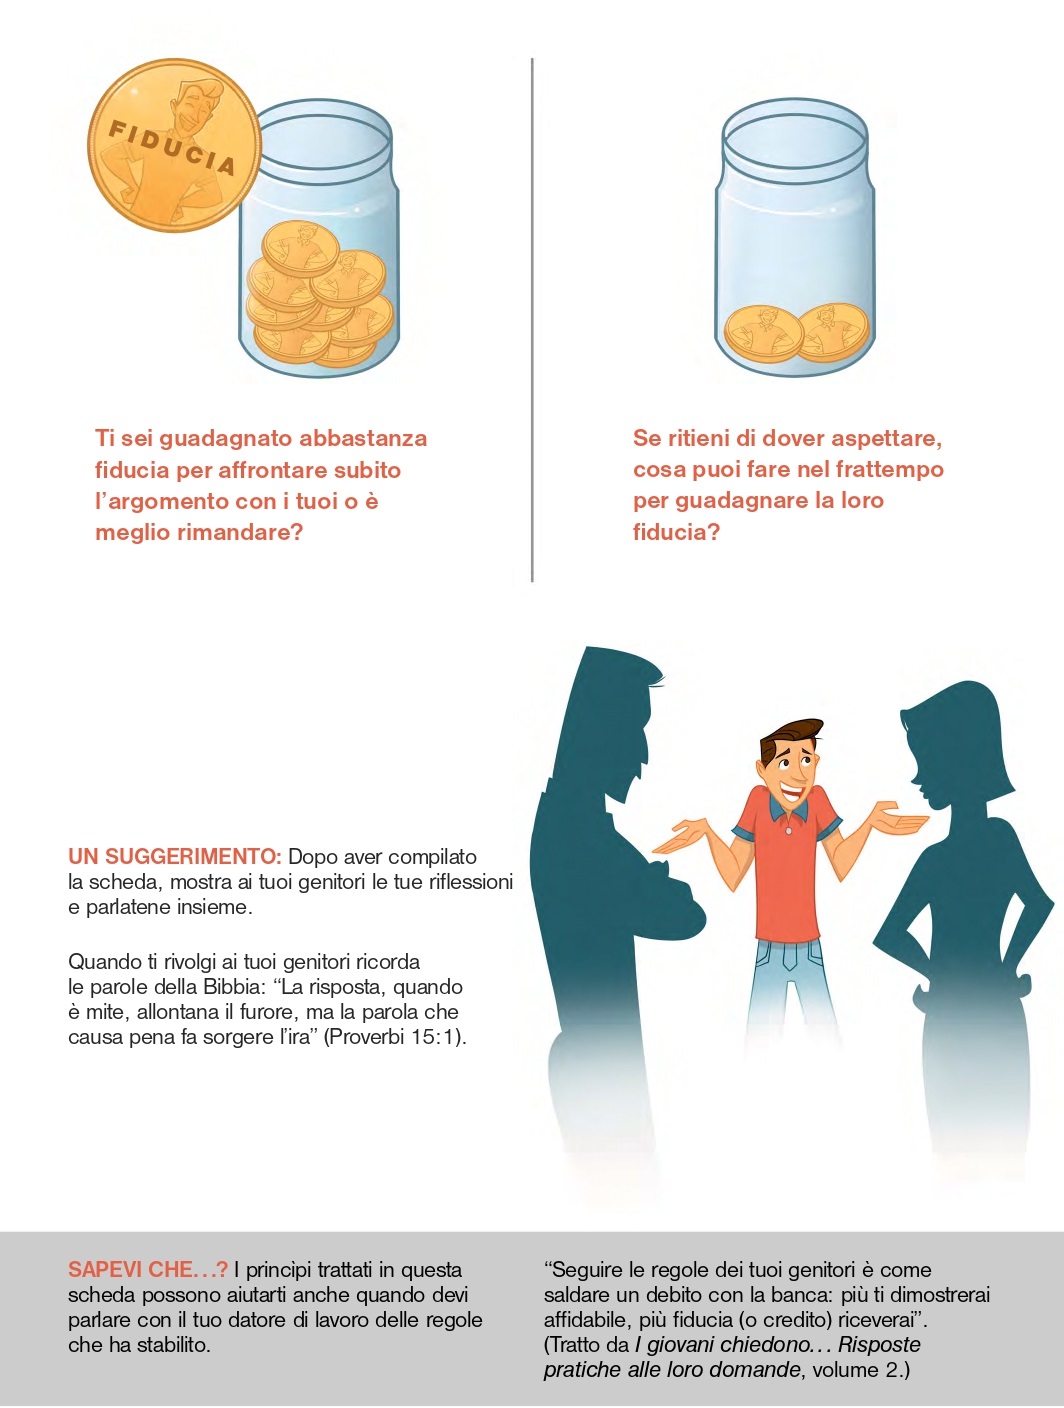 FIDUCIA
Ti sei guadagnato abbastanza
fiducia per affrontare subito
l’argomento con i tuoi o è
meglio rimandare?
Se ritieni di dover aspettare,
cosa puoi fare nel frattempo
per guadagnare la loro
fiducia?
UN SUGGERIMENTO: Dopo aver compilato
la scheda, mostra ai tuoi genitori le tue riflessioni
e parlatene insieme.
Quando ti rivolgi ai tuoi genitori ricorda
le parole della Bibbia: “La risposta, quando
è mite, allontana il furore, ma la parola che
causa pena fa sorgere l’ira” (Proverbi 15:1).
SAPEVI CHE...? I principi trattati in questa
scheda possono aiutarti anche quando devi
parlare con il tuo datore di lavoro delle regole
che ha stabilito.
“Seguire le regole dei tuoi genitori è come
saldare un debito con la banca: più ti dimostrerai
affidabile, più fiducia (o credito) riceverai”.
(Tratto da I giovani chiedono... Risposte
pratiche alle loro domande, volume 2.)